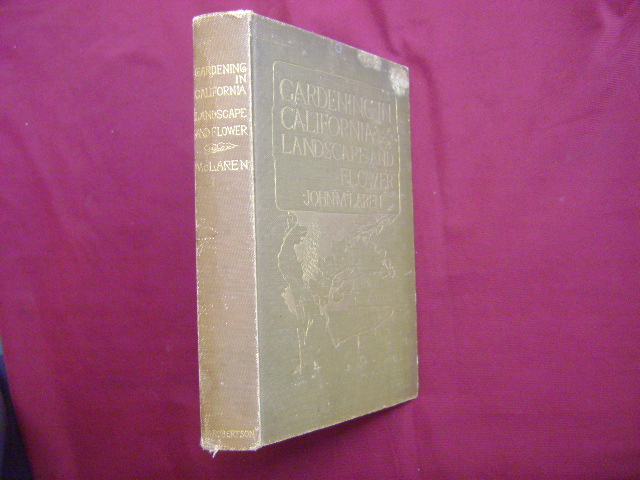 GARDENING
IN
CALIFORNIA
LANDSCAPE
AND FLOWER
McLAREN
ROBERTSON
GARDENING IN
CALIFORNIA
LANDSCAPE AND
FLOWER
JOHN McLAREN